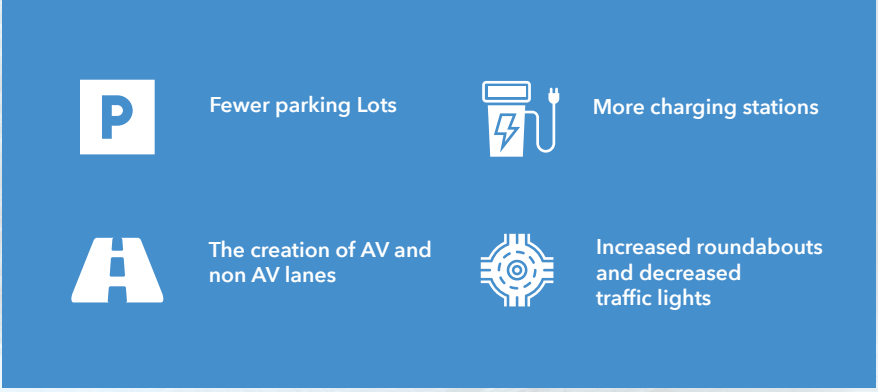 P
Fewer parking Lots
More charging stations
The creation of AV and
non AV lanes
Increased roundabouts
and decreased
traffic lights